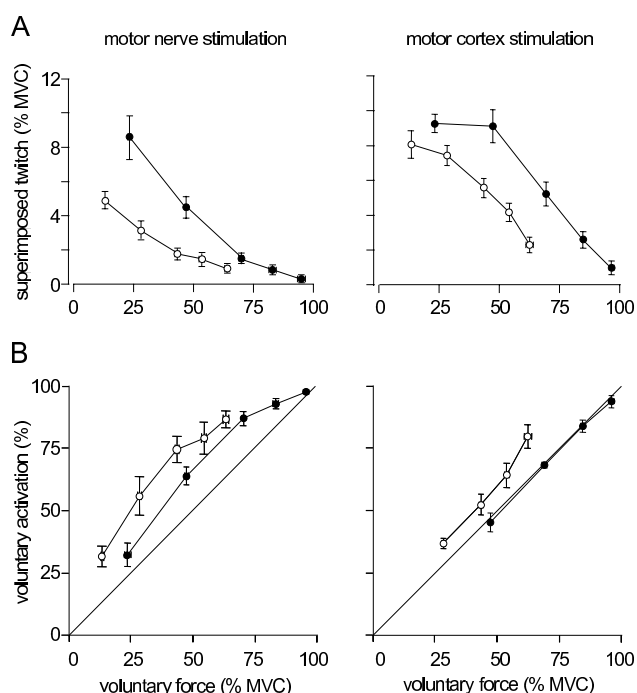 A
motor nerve stimulation
motor cortex stimulation
superimposed twitch (% MVC)
12
8
4
0
0 25 50 75 100
0 25 50 75 100
B
voluntary activation (%)
100
75
50
25
0
0 25 50 75 100
0 25 50 75 100
voluntary force (% MVC)
voluntary force (% MVC)